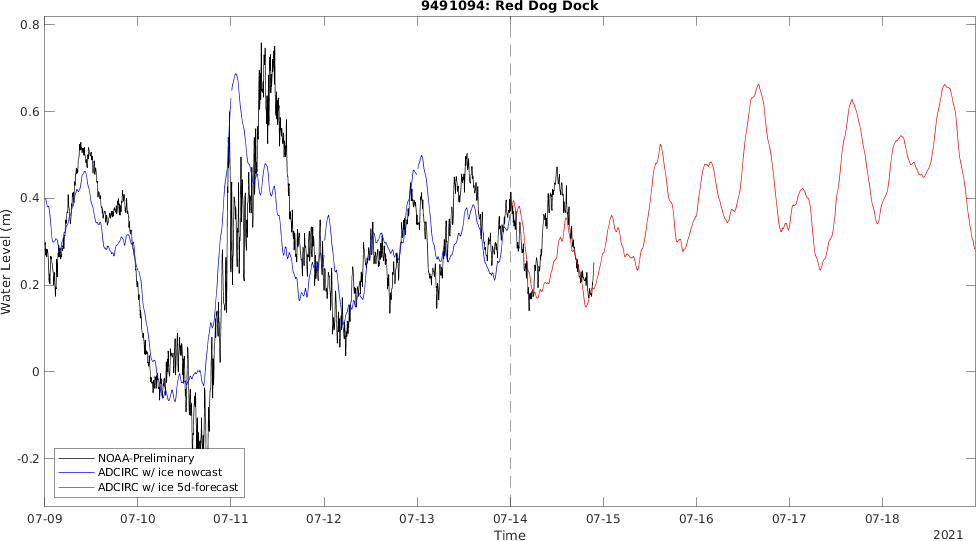 9491094: Red Dog Dock
0.8
0.6
0.4
0.2
0
-0.2
Water Level (m)
NOAA-Preliminary
ADCIRC w/ ice nowcast
ADCIRC w/ ice 5d-forecast
07-09 07-10 07-11 07-12 07-13 07-14 07-15 07-16 07-17 07-18
Time
2021